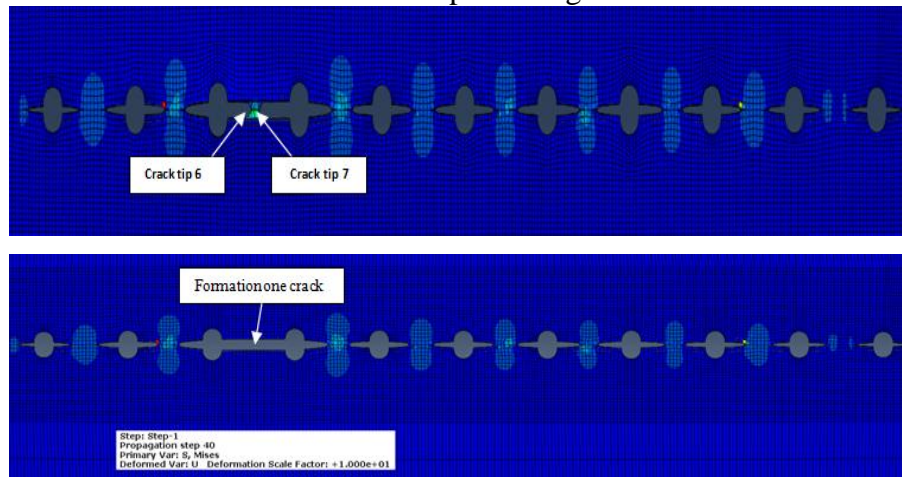 Crack tip 6
Crack tip 7
Formation one crack
Step: Step-1
Propagation step 40
Primary Var: S, Mises
Deformed Var: U Deformation Scale Factor: +1.000e+01